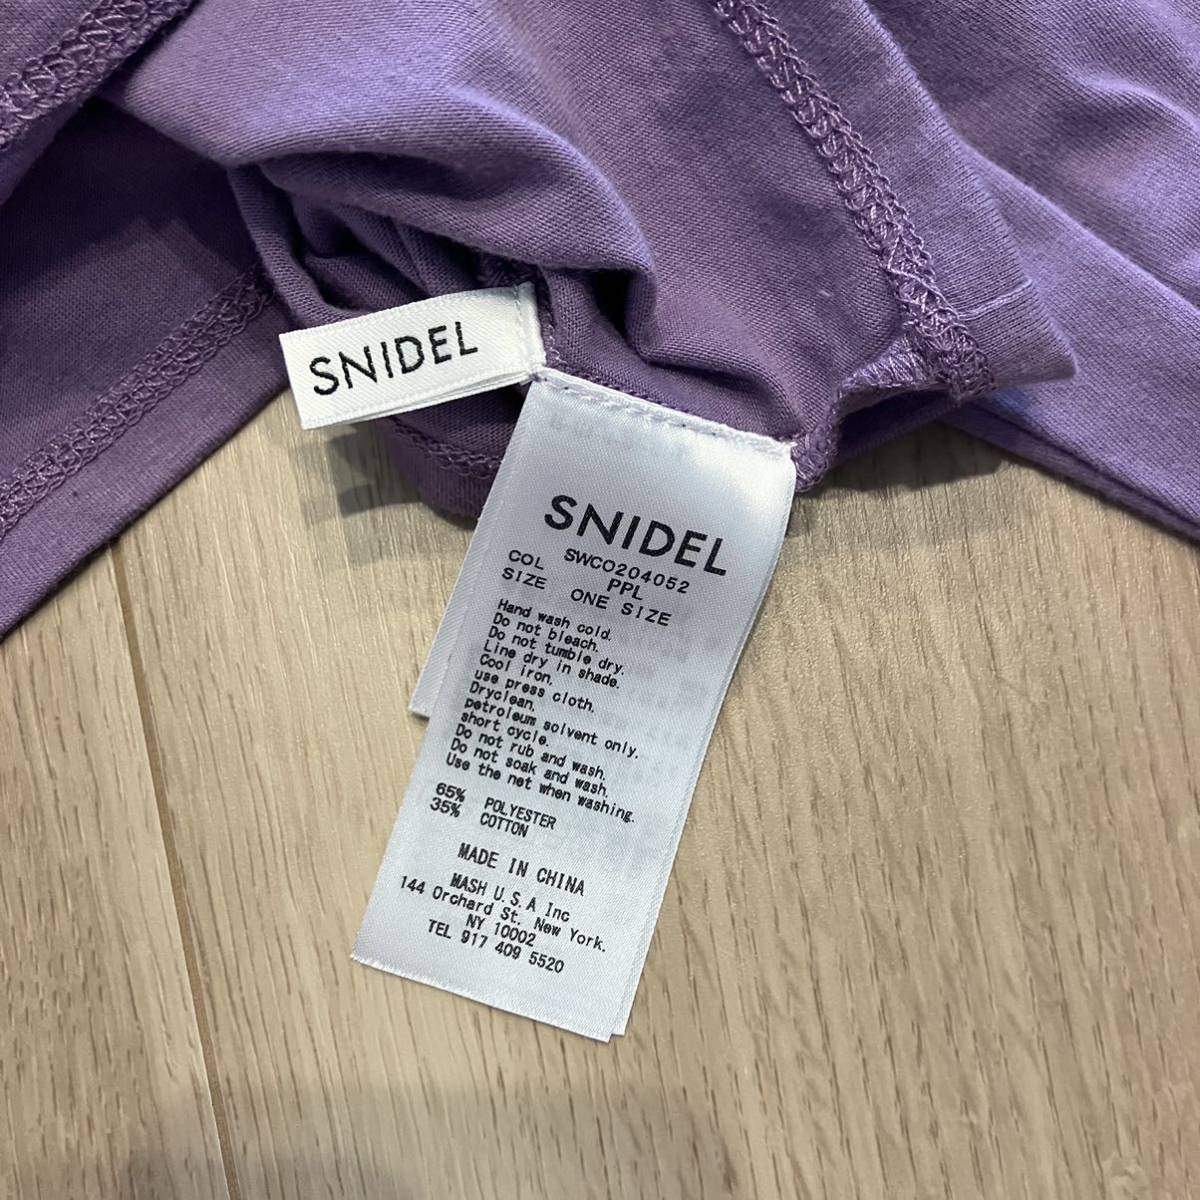 SNIDEL
SNIDEL
SWCO204052
COL PPL
SIZE ONE SIZE
Hand wash cold.
Do not bleach.
Do not tumble dry.
Line dry in shade.
Cool iron.
use press cloth.
Dryclean.
petroleum solvent only.
short cycle.
Do not rub and wash.
Do not soak and wash.
Use the net when washing.
65% POLYESTER
35% COTTON
MADE IN CHINA
MASH U.S.A Inc
144 Orchard St. New York.
NY 10002
TEL 917 409 5520